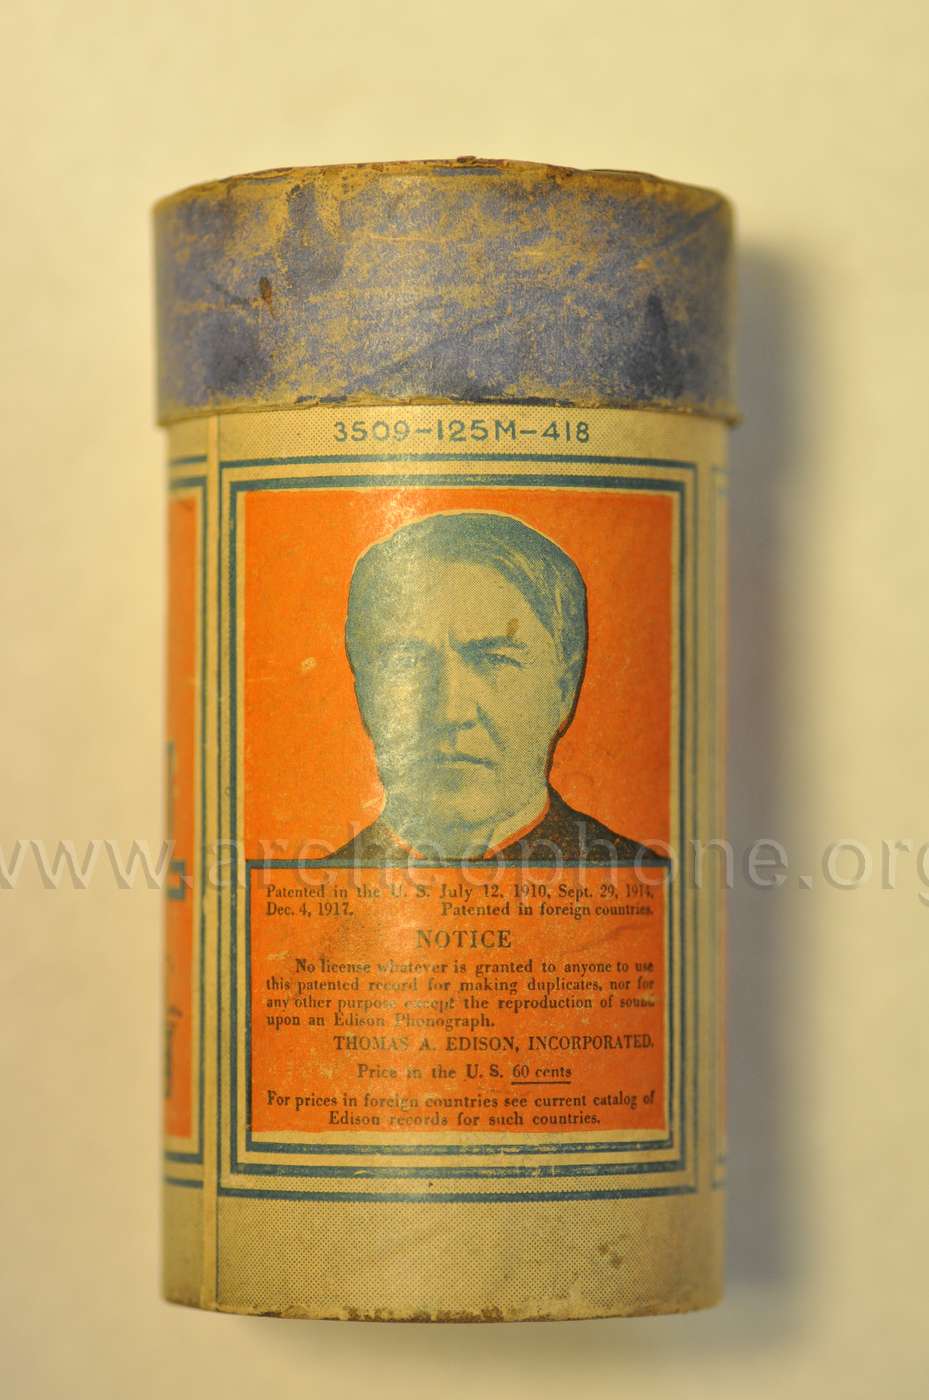 3509-125M-418
www.archeophone.org
Patented in the U. S. July 12, 1910, Sept. 29, 1914,
Dec. 4, 1917. Patented in foreign countries.
NOTICE
No license whatever is granted to anyone to use
this patented record for making duplicates, nor for
any other purpose except the reproduction of sound
upon an Edison Phonograph.
THOMAS A. EDISON, INCORPORATED.
Price in the U. S. 60 cents
For prices in foreign countries see current catalog of
Edison records for such countries.